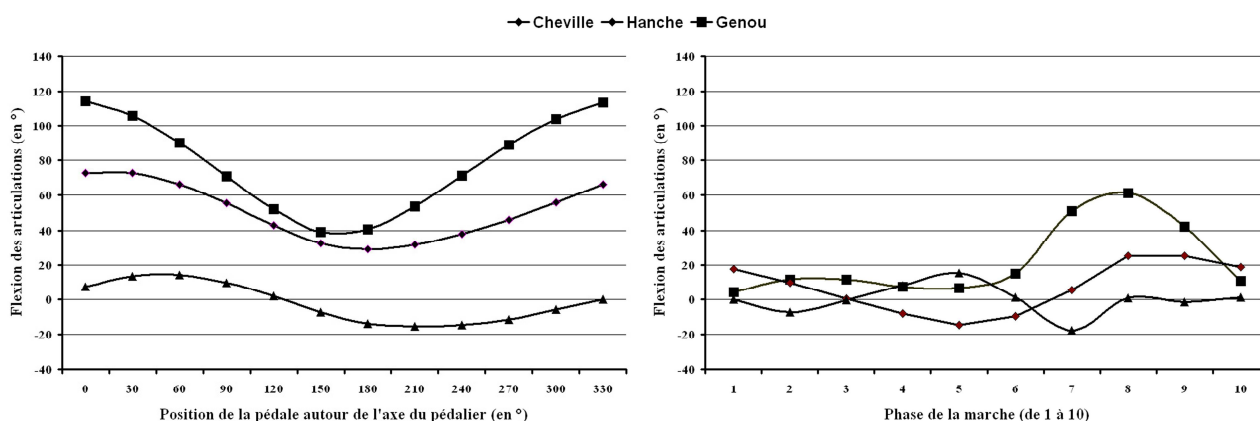 Cheville Hanche Genou
Flexion des articulations (en °)
140
120
100
80
60
40
20
0
-20
-40
0 30 60 90 120 150 180 210 240 270 300 330
Position de la pédale autour de l'axe du pédalier (en °)
Flexion des articulations (en °)
140
120
100
80
60
40
20
0
-20
-40
1 2 3 4 5 6 7 8 9 10
Phase de la marche (de 1 à 10)